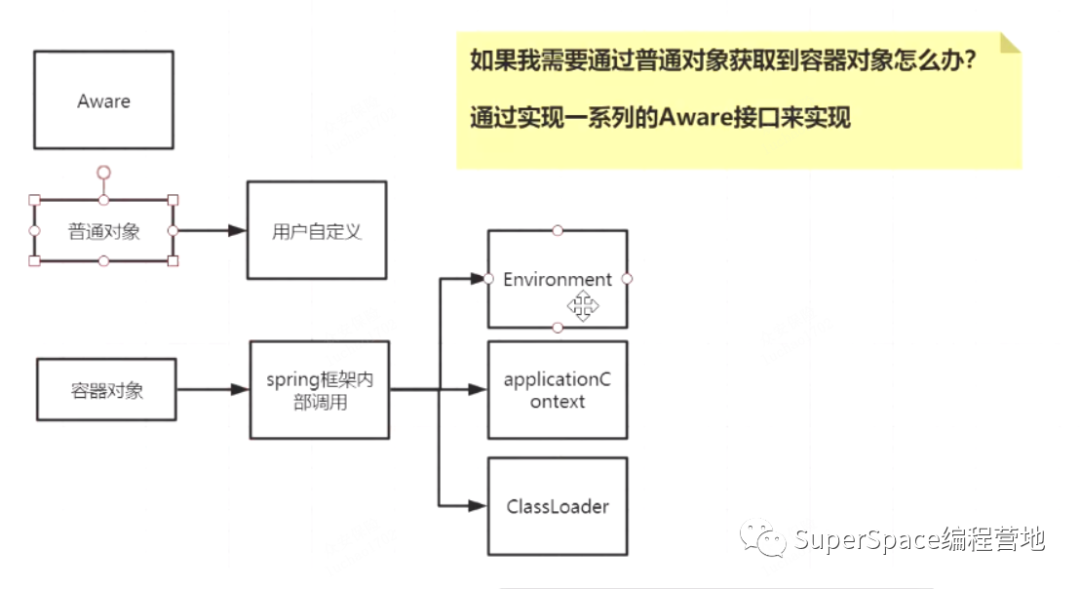 如果我需要通过普通对象获取到容器对象怎么办？
通过实现一系列的Aware接口来实现
Aware
普通对象
用户自定义
Environment
容器对象
spring框架内
部调用
applicationC
ontext
ClassLoader
SuperSpace编程营地